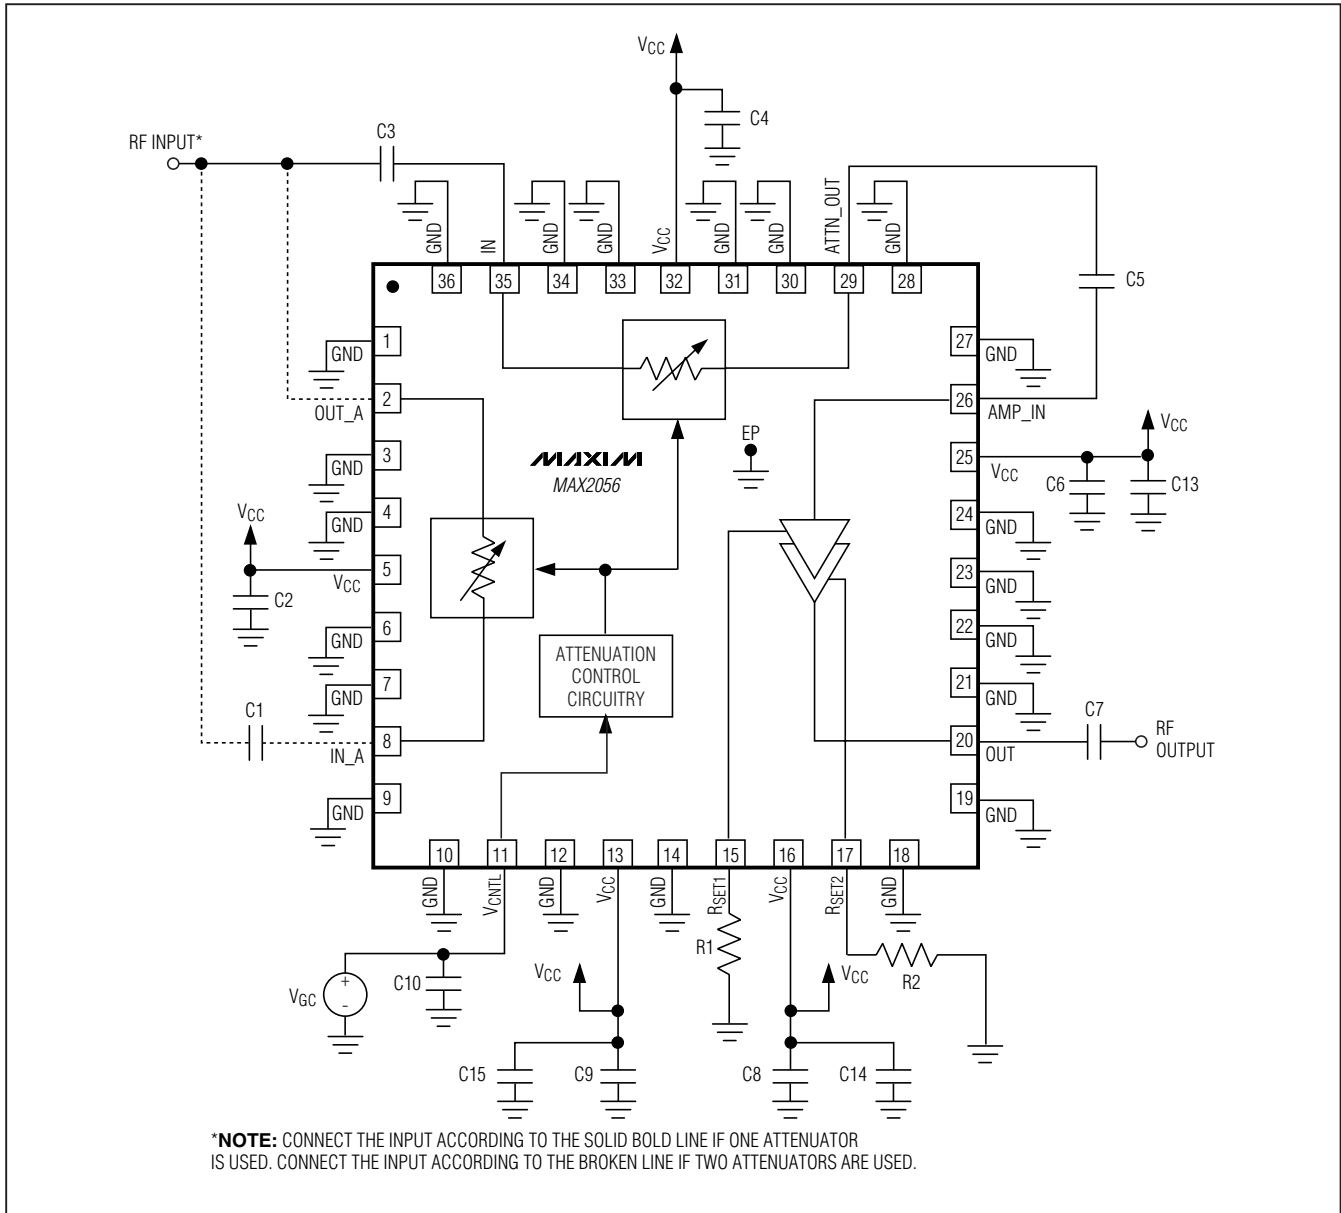 VCC
C4
RF INPUT*
C3
GND
IN
GND
GND
VCC
GND
GND
ATTN_OUT
GND
36
35
34
33
32
31
30
29
28
C5
1
GND
2
OUT_A
3
GND
4
GND
VCC
5
VCC
C2
6
GND
7
GND
C1
8
IN_A
9
GND
MAXIM
MAX2056
EP
ATTENUATION
CONTROL
CIRCUITRY
27
GND
26
AMP_IN
VCC
25
VCC
C6
C13
24
GND
23
GND
22
GND
21
GND
C7
20
OUT
RF
OUTPUT
19
GND
10
11
12
13
14
15
16
17
18
GND
VCNTL
GND
VCC
GND
RSET1
VCC
RSET2
GND
R1
R2
VGC
+
-
C10
VCC
VCC
C15
C9
C8
C14
*NOTE: CONNECT THE INPUT ACCORDING TO THE SOLID BOLD LINE IF ONE ATTENUATOR
IS USED. CONNECT THE INPUT ACCORDING TO THE BROKEN LINE IF TWO ATTENUATORS ARE USED.